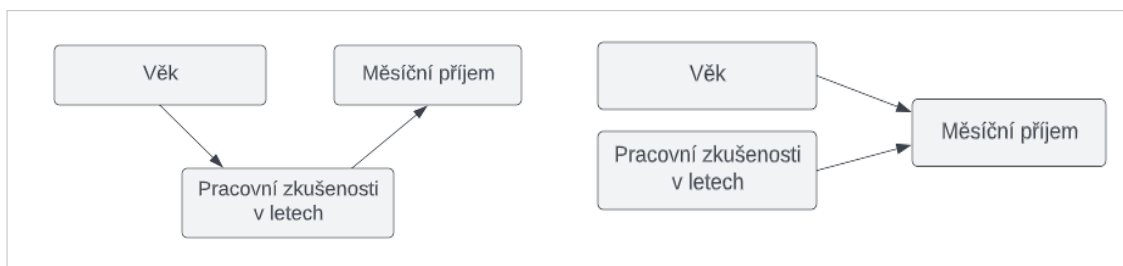 Věk
Měsíční příjem
Pracovní zkušenosti
v letech
Věk
Pracovní zkušenosti
v letech
Měsíční příjem